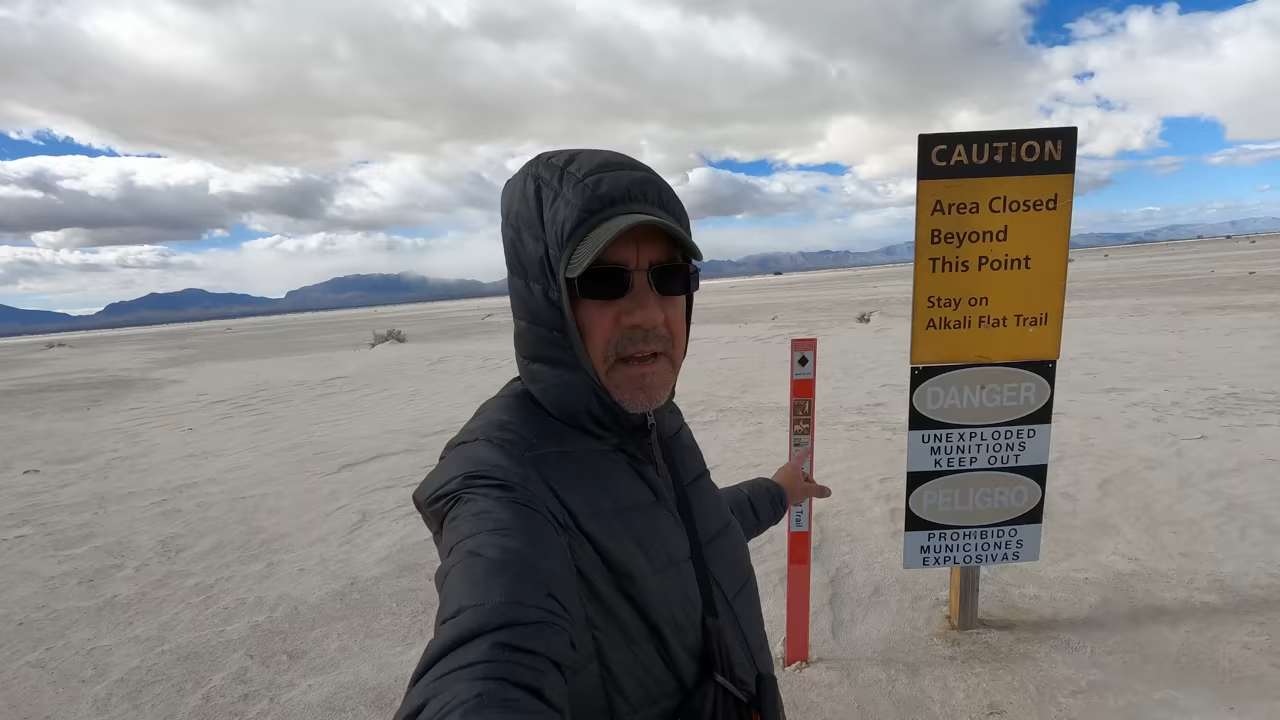 CAUTION
Area Closed
Beyond
This Point
Stay on
Alkali Flat Trail
DANGER
UNEXPLODED
MUNITIONS
KEEP OUT
PELIGRO
PROHIBIDO
MUNICIONES
EXPLOSIVAS
Trail